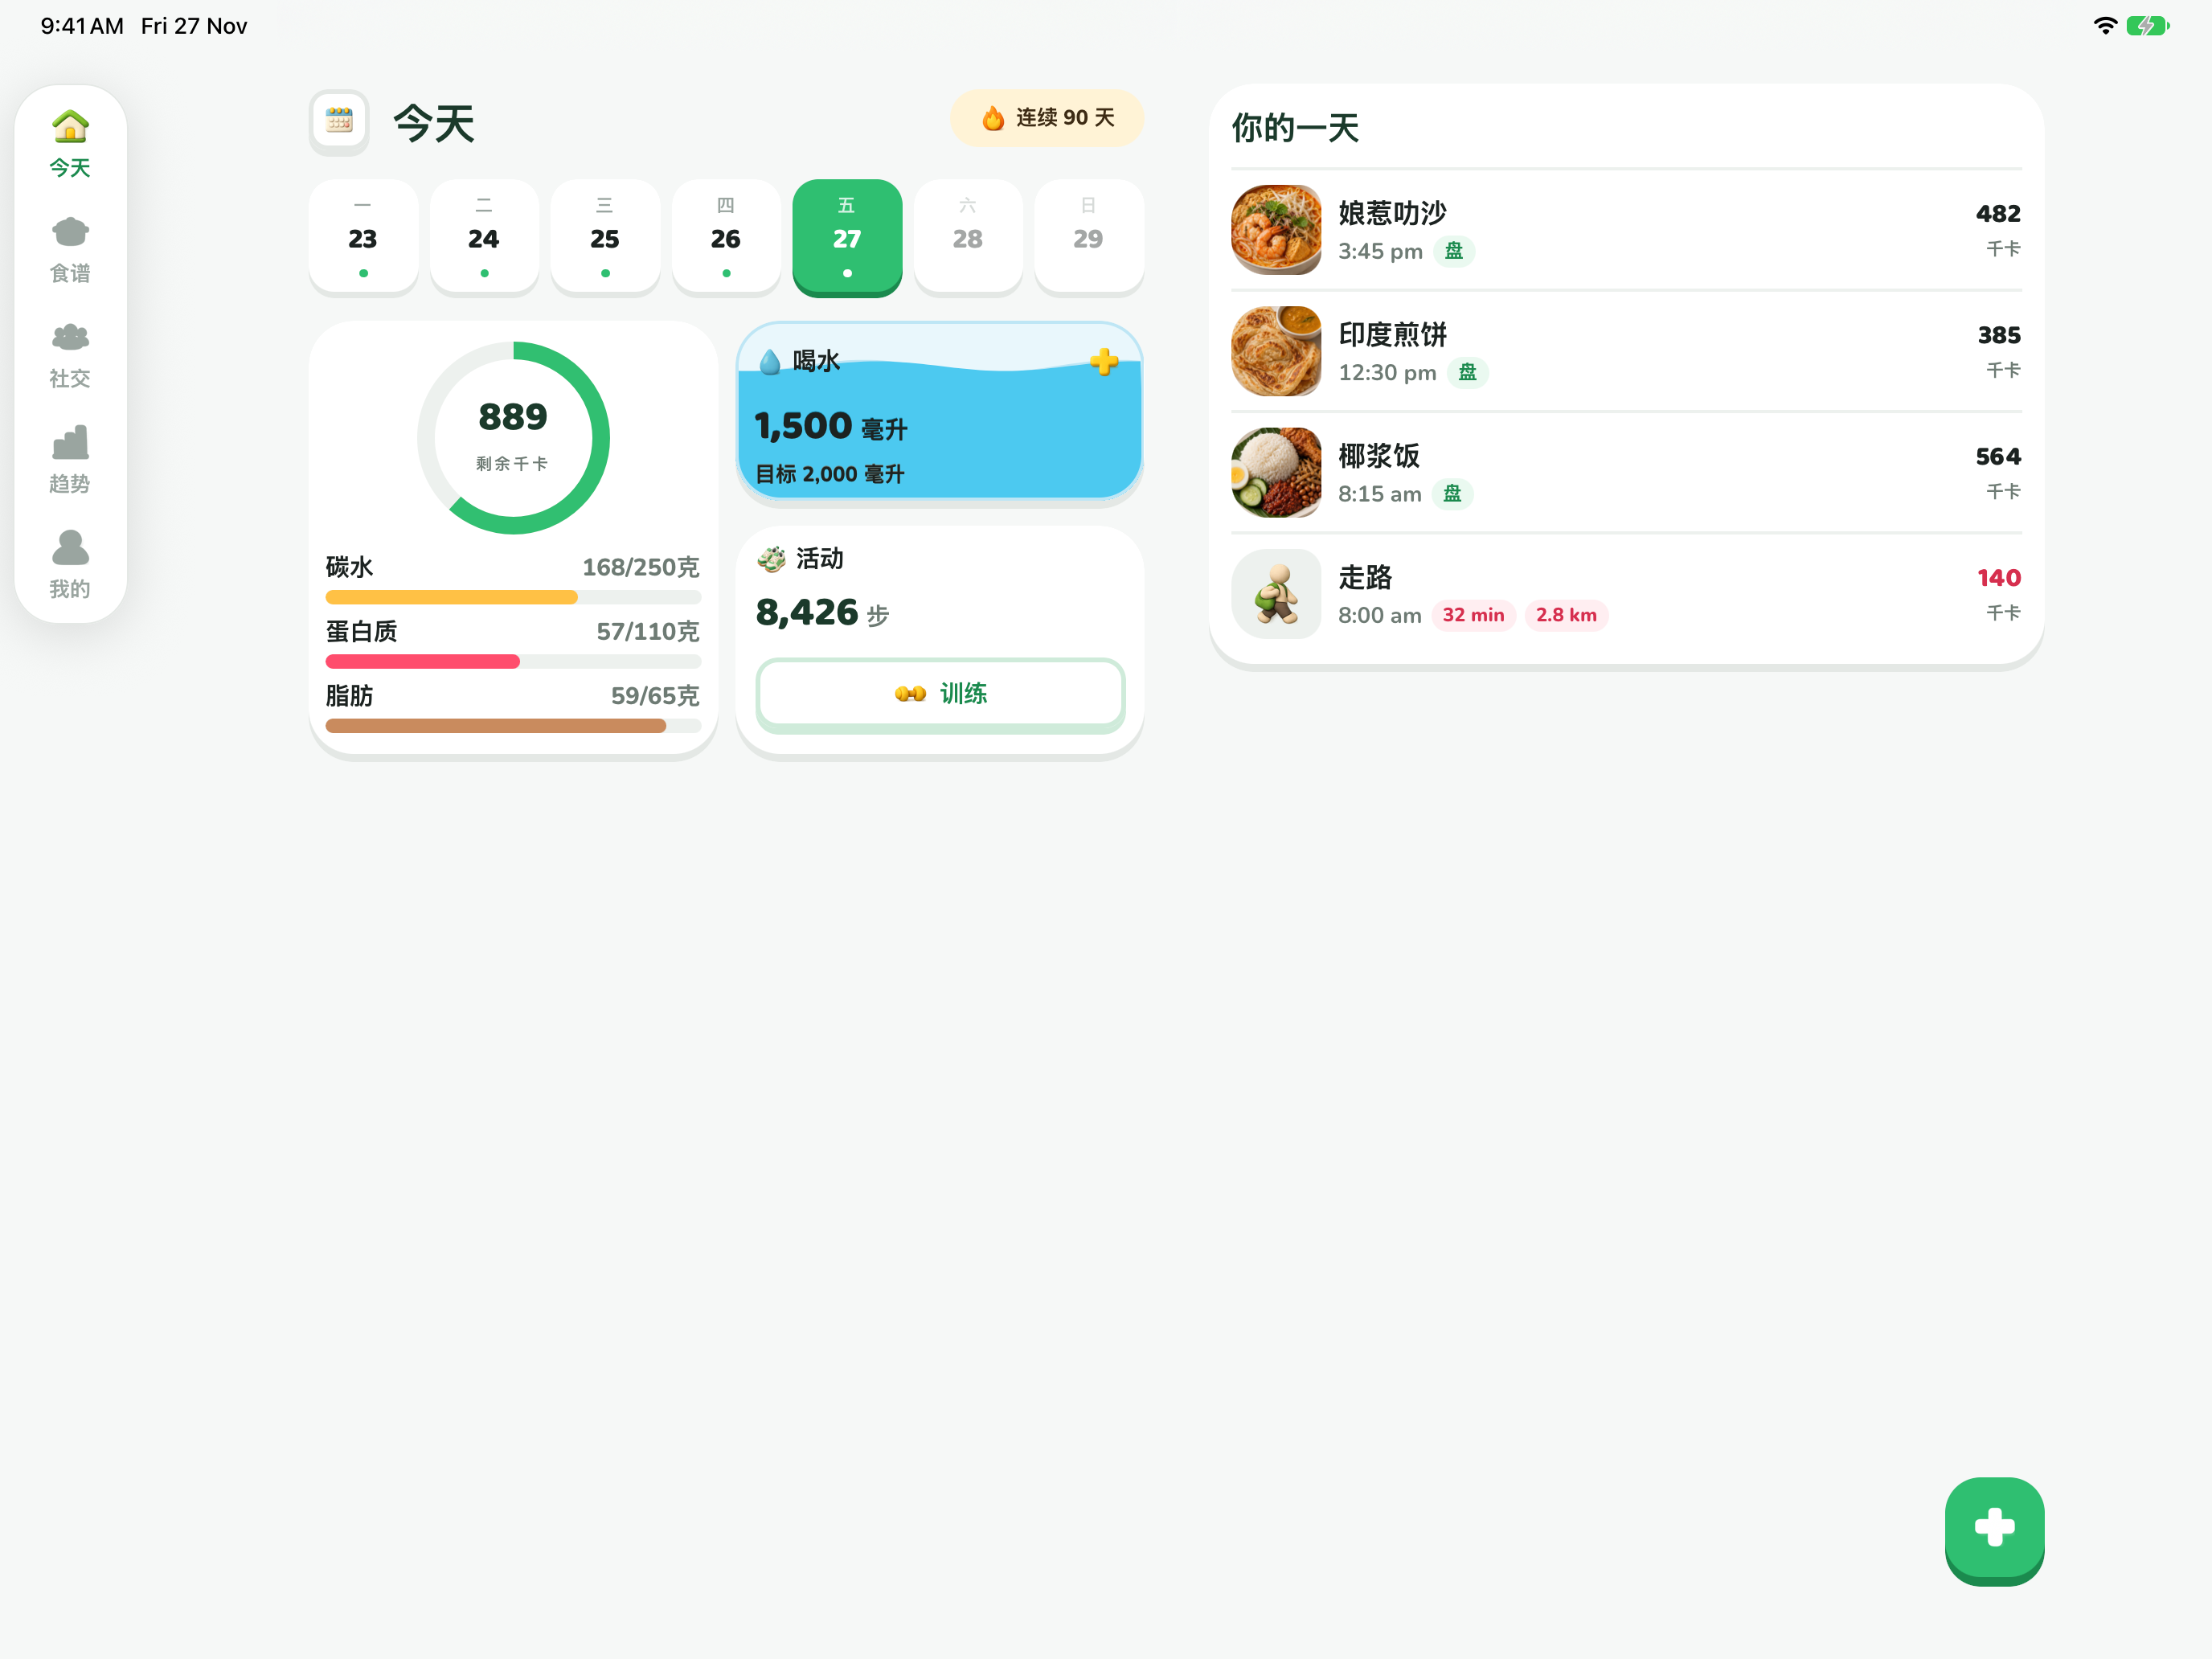 9:41 AM Fri 27 Nov
今天
食谱
社交
趋势
我的
今天
连续 90 天
一 二 三 四 五 六 日
23 24 25 26 27 28 29
889
剩余千卡
碳水 168/250克
蛋白质 57/110克
脂肪 59/65克
喝水
1,500 毫升
目标 2,000 毫升
活动
8,426 步
训练
你的一天
娘惹叻沙 482
3:45 pm 盘 千卡
印度煎饼 385
12:30 pm 盘 千卡
椰浆饭 564
8:15 am 盘 千卡
走路 140
8:00 am 32 min 2.8 km 千卡